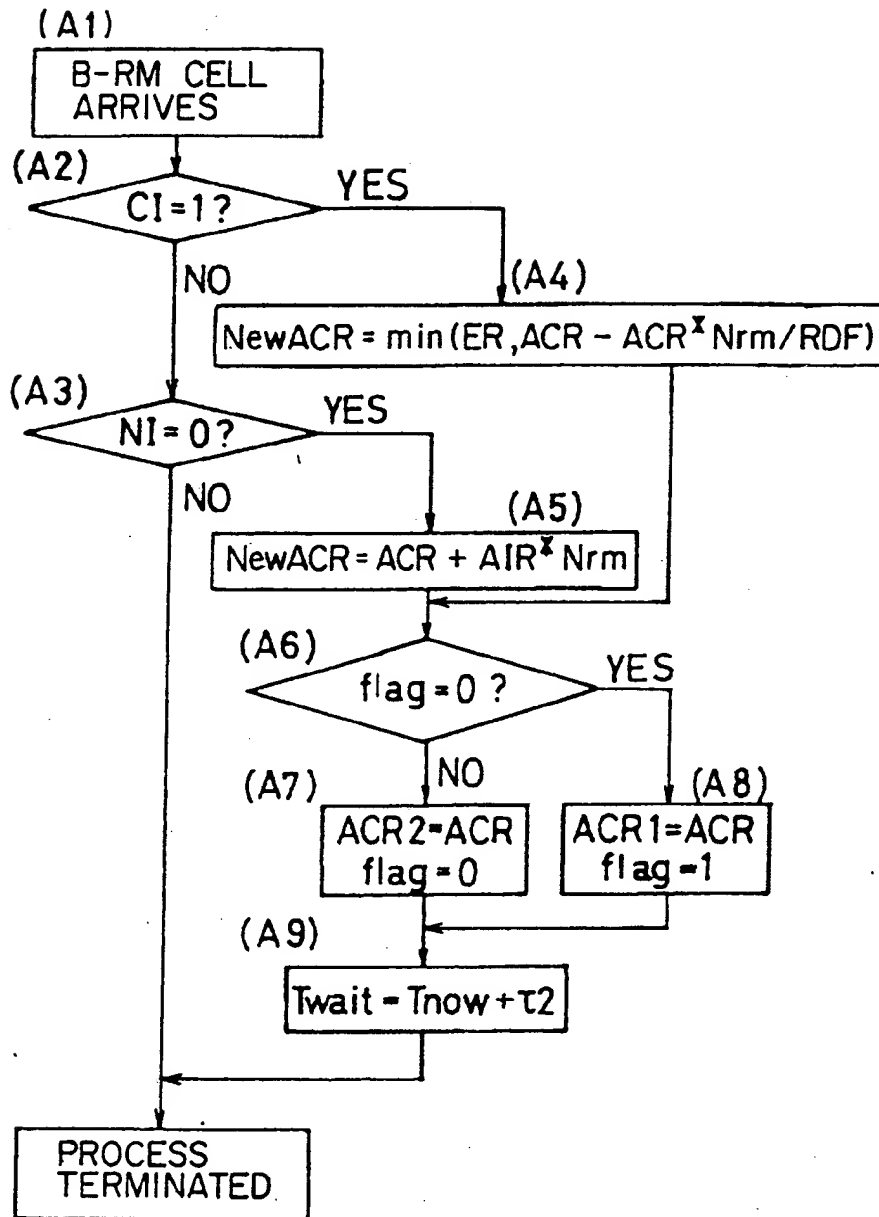 (A1)
B-RM CELL
ARRIVES
(A2)
CI=1?
YES
NO
(A4)
NewACR = min(ER,ACR - ACR* Nrm/RDF)
(A3)
NI=0?
YES
NO
(A5)
NewACR = ACR + AIR* Nrm
(A6)
flag=0?
YES
NO
(A7)
ACR2=ACR
flag=0
(A8)
ACR1=ACR
flag=1
(A9)
Twait = Tnow+τ2
PROCESS
TERMINATED